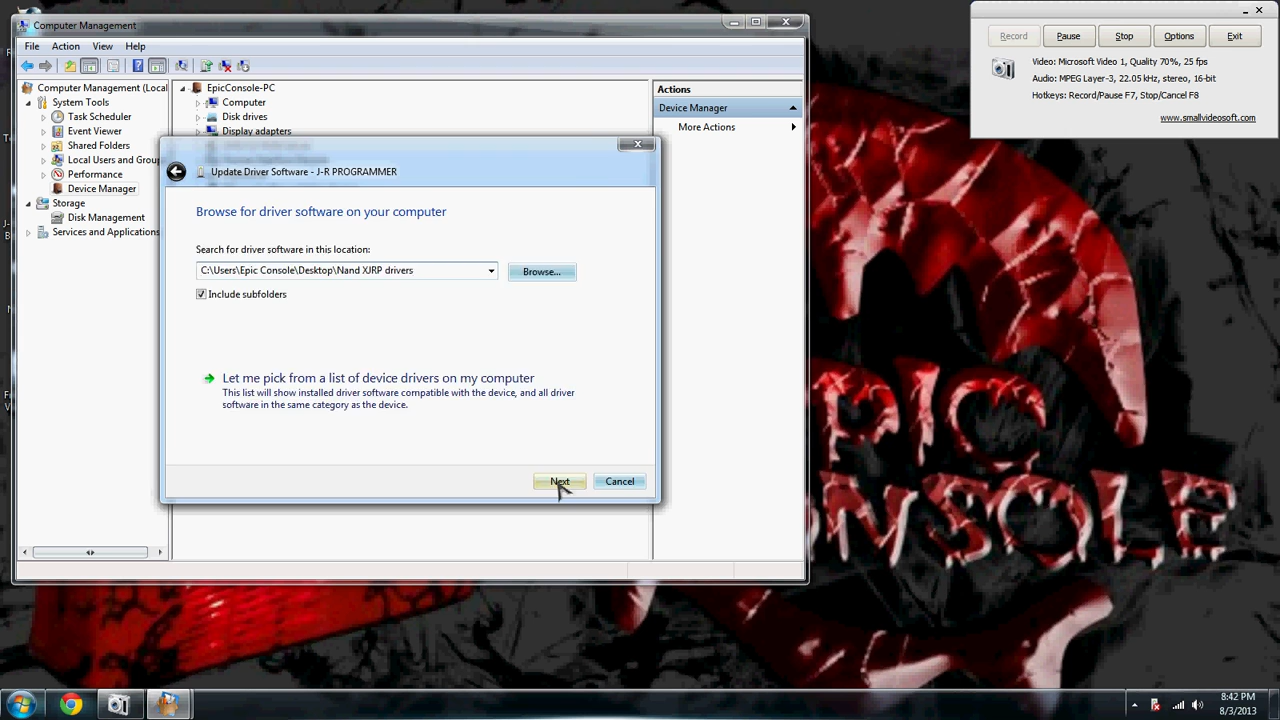 Computer Management
File Action View Help
Computer Management (Local
System Tools
Task Scheduler
Event Viewer
Shared Folders
Local Users and Group
Performance
Device Manager
Storage
Disk Management
Services and Applications
EpicConsole-PC
Computer
Disk drives
Display adapters
Actions
Device Manager
More Actions
Update Driver Software - J-R PROGRAMMER
Browse for driver software on your computer
Search for driver software in this location:
C:\Users\Epic Console\Desktop\Nand XJRP drivers
Browse...
Include subfolders
Let me pick from a list of device drivers on my computer
This list will show installed driver software compatible with the device, and all driver
software in the same category as the device.
Next Cancel
Record Pause Stop Options Exit
Video: Microsoft Video 1, Quality 70%, 25 fps
Audio: MPEG Layer-3, 22.05 kHz, stereo, 16-bit
Hotkeys: Record/Pause F7, Stop/Cancel F8
www.smallvideosoft.com
8:42 PM
8/3/2013